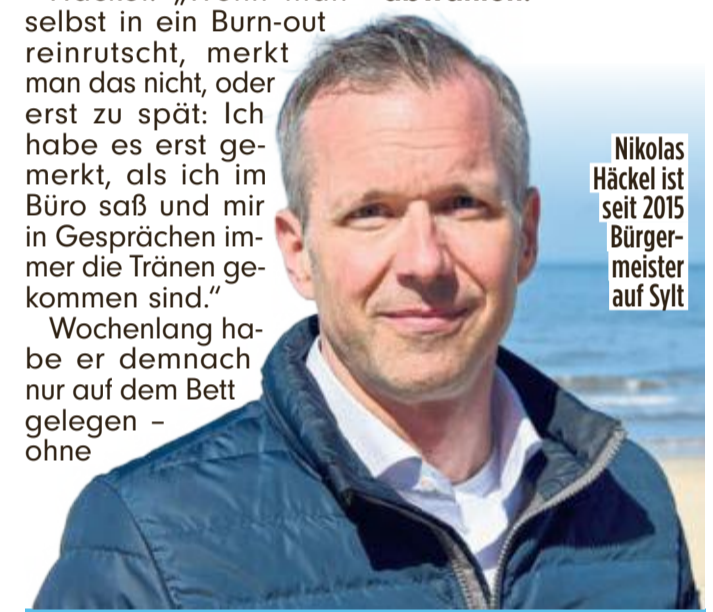 selbst in ein Burn-out
reinrutscht, merkt
man das nicht, oder
erst zu spät: Ich
habe es erst ge-
merkt, als ich im
Büro saß und mir
in Gesprächen im-
mer die Tränen ge-
kommen sind.“
Wochenlang ha-
be er demnach
nur auf dem Bett
gelegen –
ohne
Nikolas
Häckel ist
seit 2015
Bürger-
meister
auf Sylt